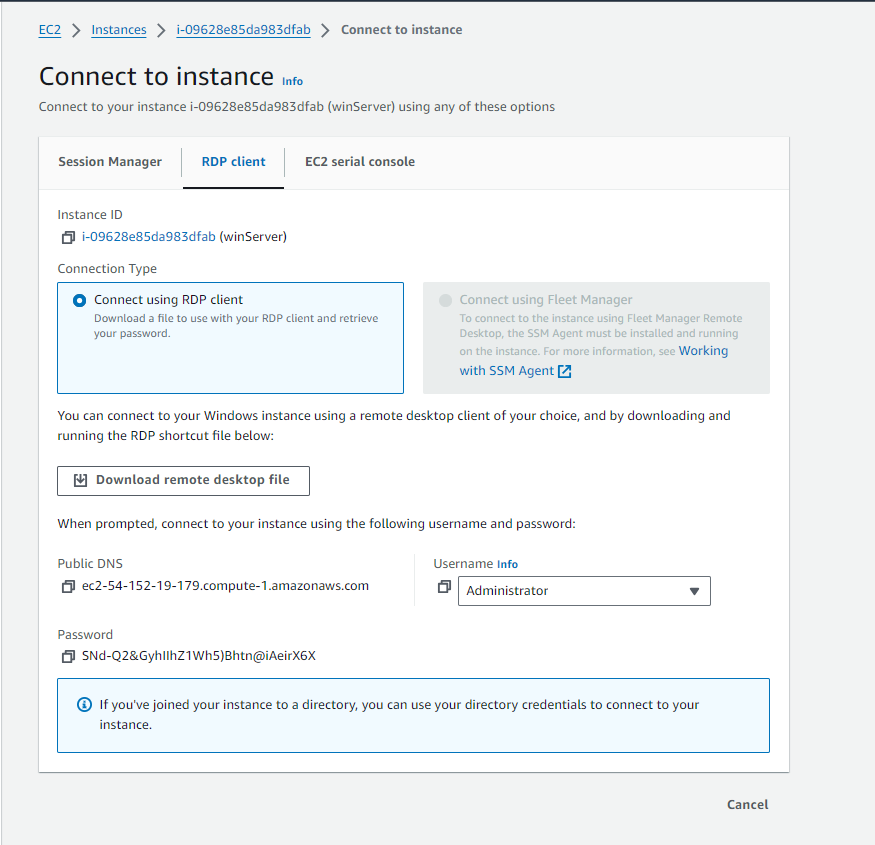 EC2 > Instances > i-09628e85da983dfab > Connect to instance
Connect to instance Info
Connect to your instance i-09628e85da983dfab (winServer) using any of these options
Session Manager
RDP client
EC2 serial console
Instance ID
i-09628e85da983dfab (winServer)
Connection Type
Connect using RDP client
Download a file to use with your RDP client and retrieve
your password.
Connect using Fleet Manager
To connect to the instance using Fleet Manager Remote
Desktop, the SSM Agent must be installed and running
on the instance. For more information, see Working
with SSM Agent
You can connect to your Windows instance using a remote desktop client of your choice, and by downloading and
running the RDP shortcut file below:
Download remote desktop file
When prompted, connect to your instance using the following username and password:
Public DNS
ec2-54-152-19-179.compute-1.amazonaws.com
Username Info
Administrator
Password
SNd-Q2&GyhIIhZ1Wh5)Bhtn@iAeirX6X
If you've joined your instance to a directory, you can use your directory credentials to connect to your
instance.
Cancel